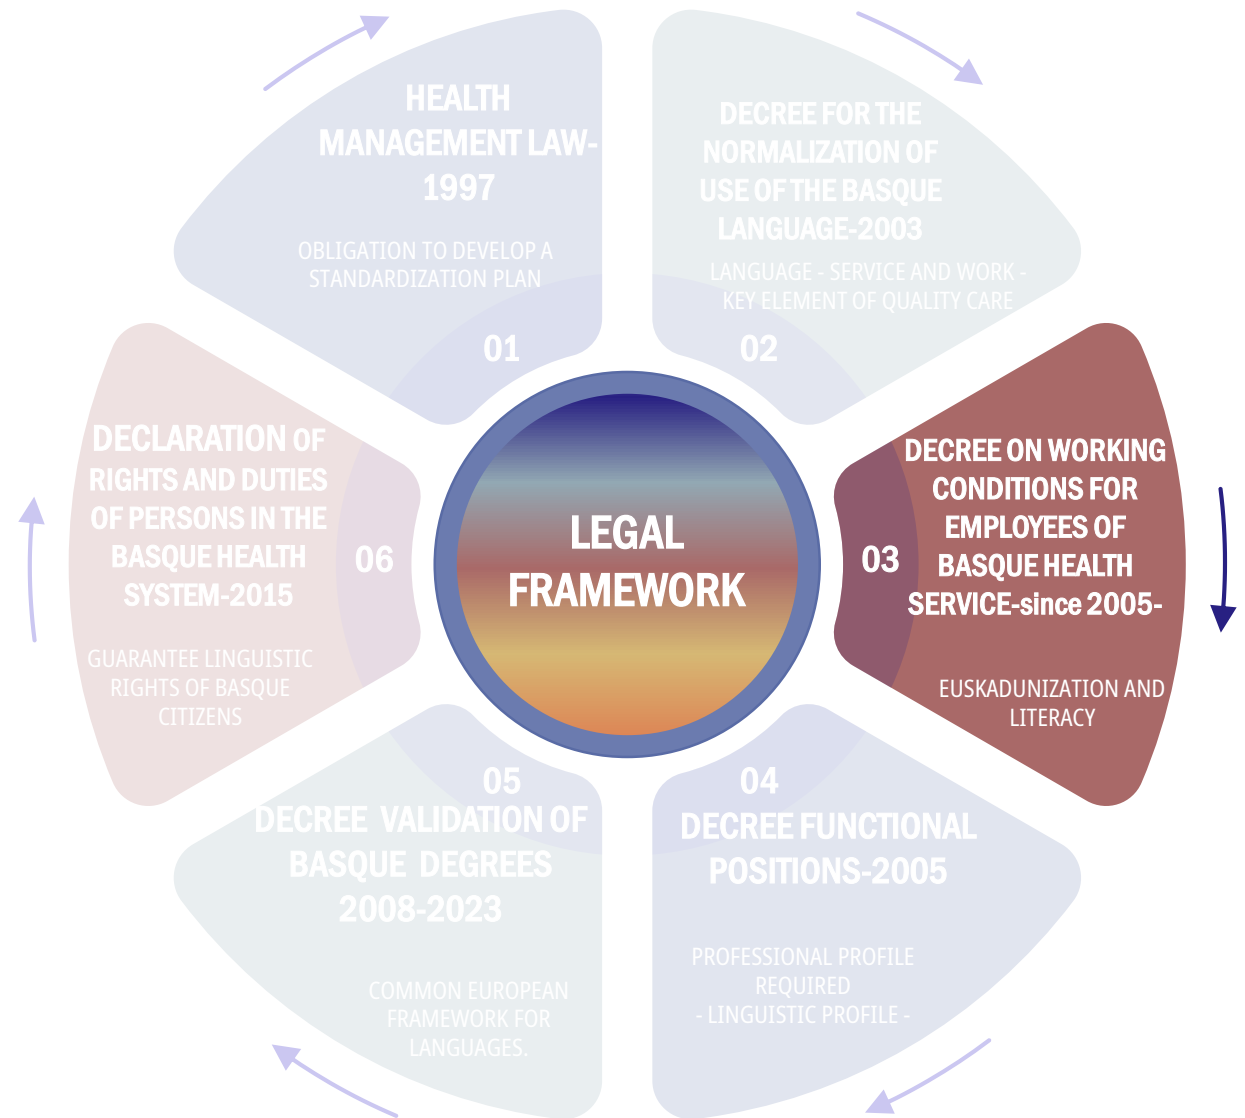 HEALTH
MANAGEMENT LAW-
1997
OBLIGATION TO DEVELOP A
STANDARDIZATION PLAN
01
DECREE FOR THE
NORMALIZATION OF
USE OF THE BASQUE
LANGUAGE-2003
LANGUAGE - SERVICE AND WORK -
KEY ELEMENT OF QUALITY CARE
02
DECREE ON WORKING
CONDITIONS FOR
EMPLOYEES OF
BASQUE HEALTH
SERVICE-since 2005-
03
EUSKADUNIZATION AND
LITERACY
04
DECREE FUNCTIONAL
POSITIONS-2005
PROFESSIONAL PROFILE
REQUIRED
- LINGUISTIC PROFILE -
05
DECREE VALIDATION OF
BASQUE DEGREES
2008-2023
COMMON EUROPEAN
FRAMEWORK FOR
LANGUAGES.
DECLARATION OF
RIGHTS AND DUTIES
OF PERSONS IN THE
BASQUE HEALTH
SYSTEM-2015
06
GUARANTEE LINGUISTIC
RIGHTS OF BASQUE
CITIZENS
LEGAL
FRAMEWORK